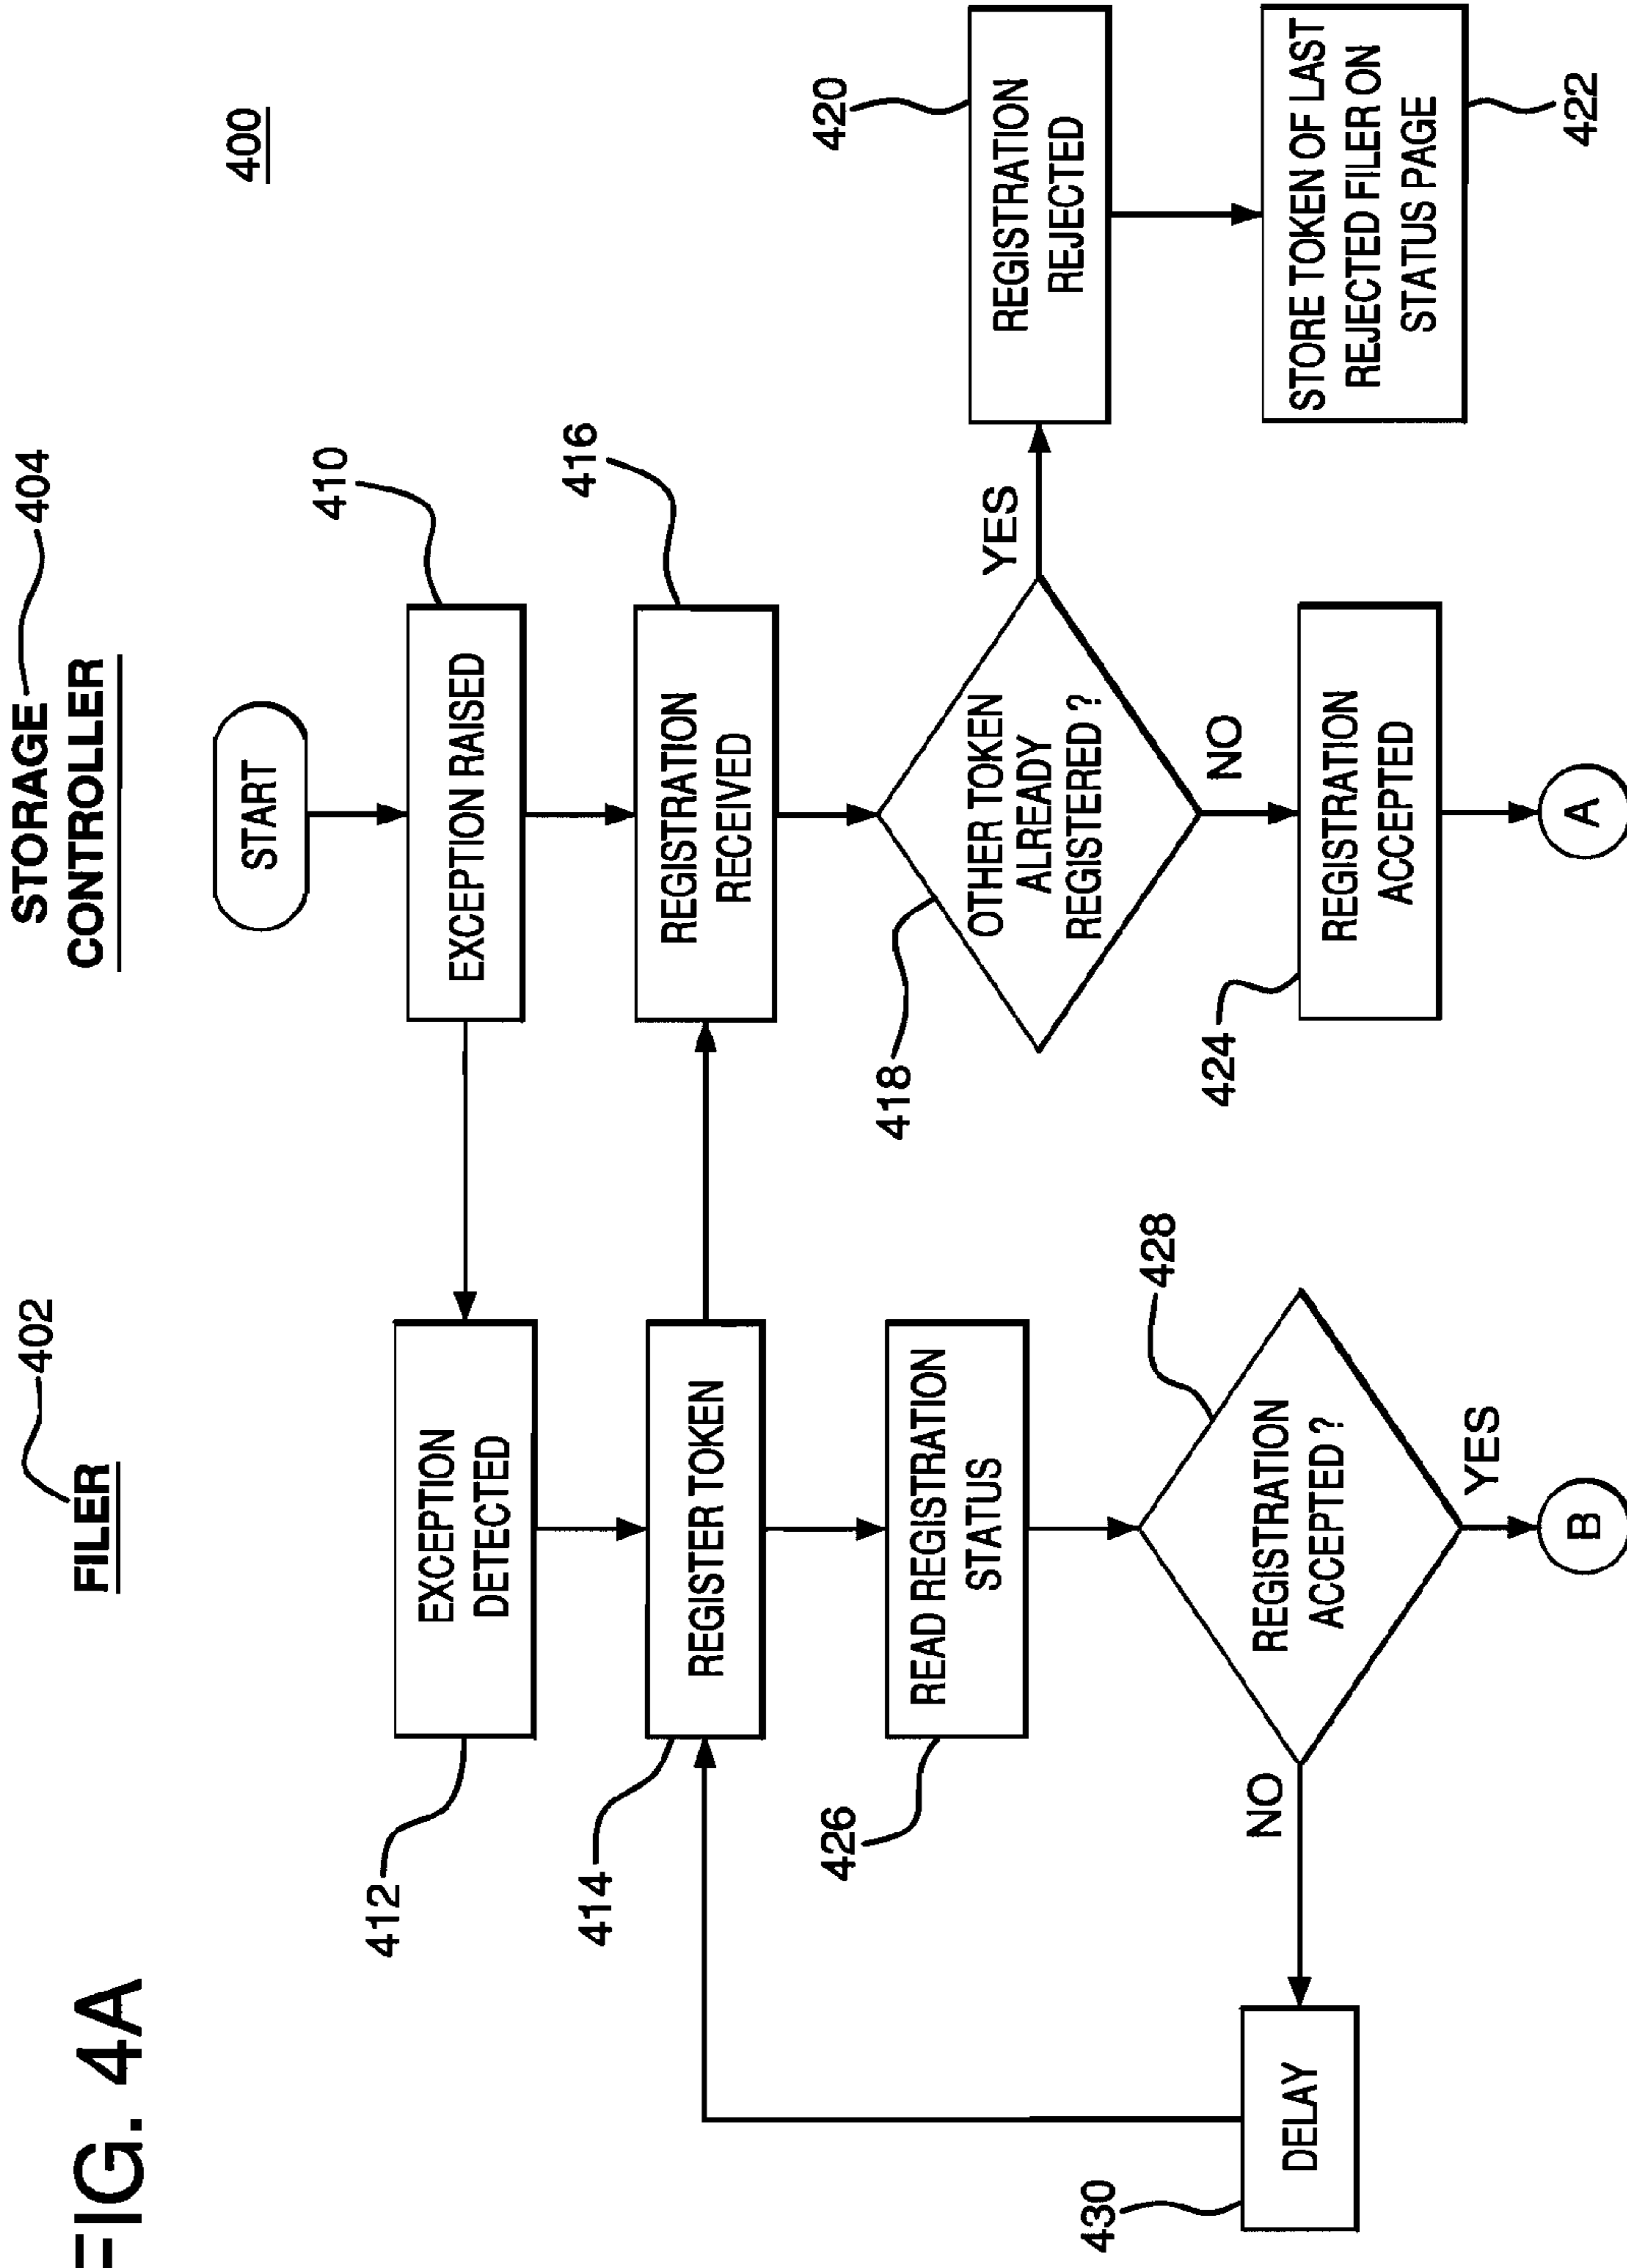 FIG. 4A
400
FILER
402
STORAGE
CONTROLLER
404
START
EXCEPTION RAISED
410
EXCEPTION
DETECTED
412
REGISTER TOKEN
414
REGISTRATION
RECEIVED
416
OTHER TOKEN
ALREADY
REGISTERED ?
418
YES
REGISTRATION
REJECTED
420
STORE TOKEN OF LAST
REJECTED FILER ON
STATUS PAGE
422
NO
REGISTRATION
ACCEPTED
424
A
READ REGISTRATION
STATUS
426
REGISTRATION
ACCEPTED ?
428
NO
YES
DELAY
430
B